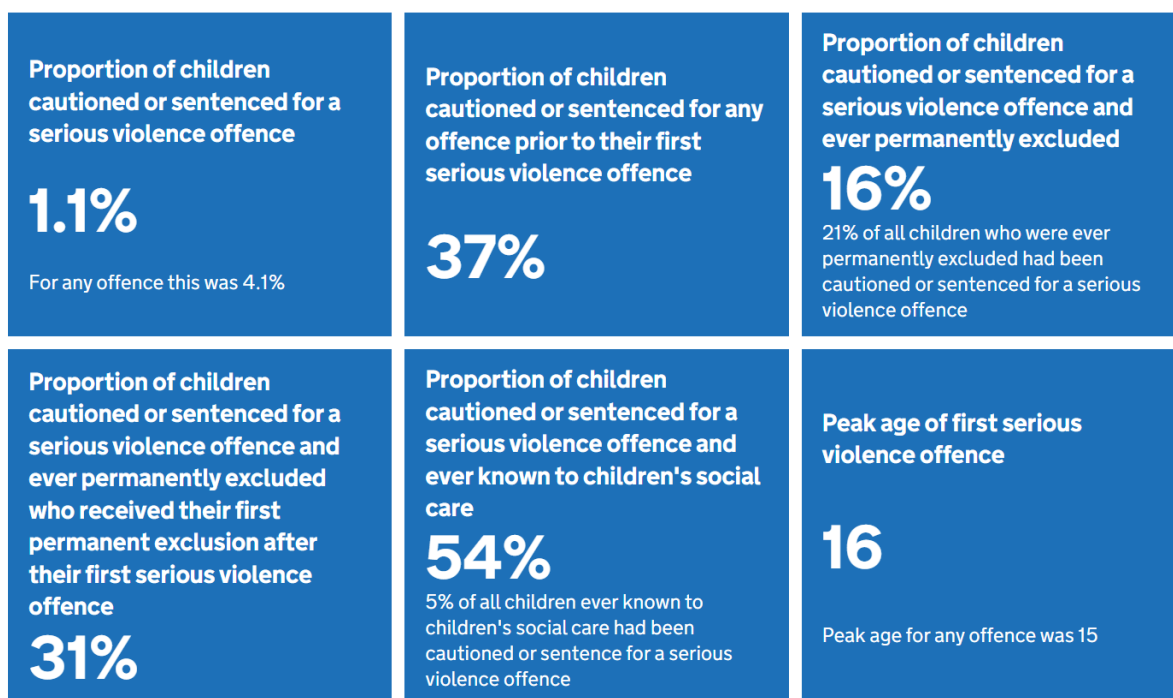 Proportion of children
cautioned or sentenced for a
serious violence offence
1.1%
For any offence this was 4.1%
Proportion of children
cautioned or sentenced for any
offence prior to their first
serious violence offence
37%
Proportion of children
cautioned or sentenced for a
serious violence offence and
ever permanently excluded
16%
21% of all children who were ever
permanently excluded had been
cautioned or sentenced for a serious
violence offence
Proportion of children
cautioned or sentenced for a
serious violence offence and
ever permanently excluded
who received their first
permanent exclusion after
their first serious violence
offence
31%
Proportion of children
cautioned or sentenced for a
serious violence offence and
ever known to children's social
care
54%
5% of all children ever known to
children's social care had been
cautioned or sentence for a serious
violence offence
Peak age of first serious
violence offence
16
Peak age for any offence was 15